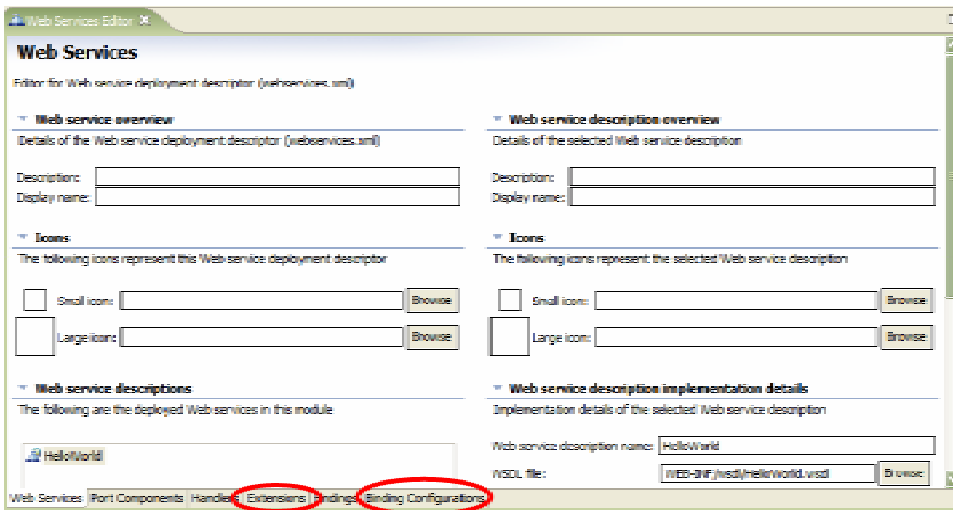 Web Services Editor
Web Services
Editor for Web service deployment descriptor (webservices.xml)
Web service overview
Details of the Web service deployment descriptor (webservices.xml)
Description:
Display name:
Icons
The following icons represent this Web service deployment descriptor
Small icon: Browse
Large icon: Browse
Web service descriptions
The following are the deployed Web services in this module
HelloWorld
Web service description overview
Details of the selected Web service description
Description:
Display name:
Icons
The following icons represent the selected Web service description
Small icon: Browse
Large icon: Browse
Web service description implementation details
Implementation details of the selected Web service description
Web service description name: HelloWorld
WSDL file: WEB-INF/wsdl/HelloWorld.wsdl Browse
Web Services Port Components Handlers Extensions Bindings Binding Configurations